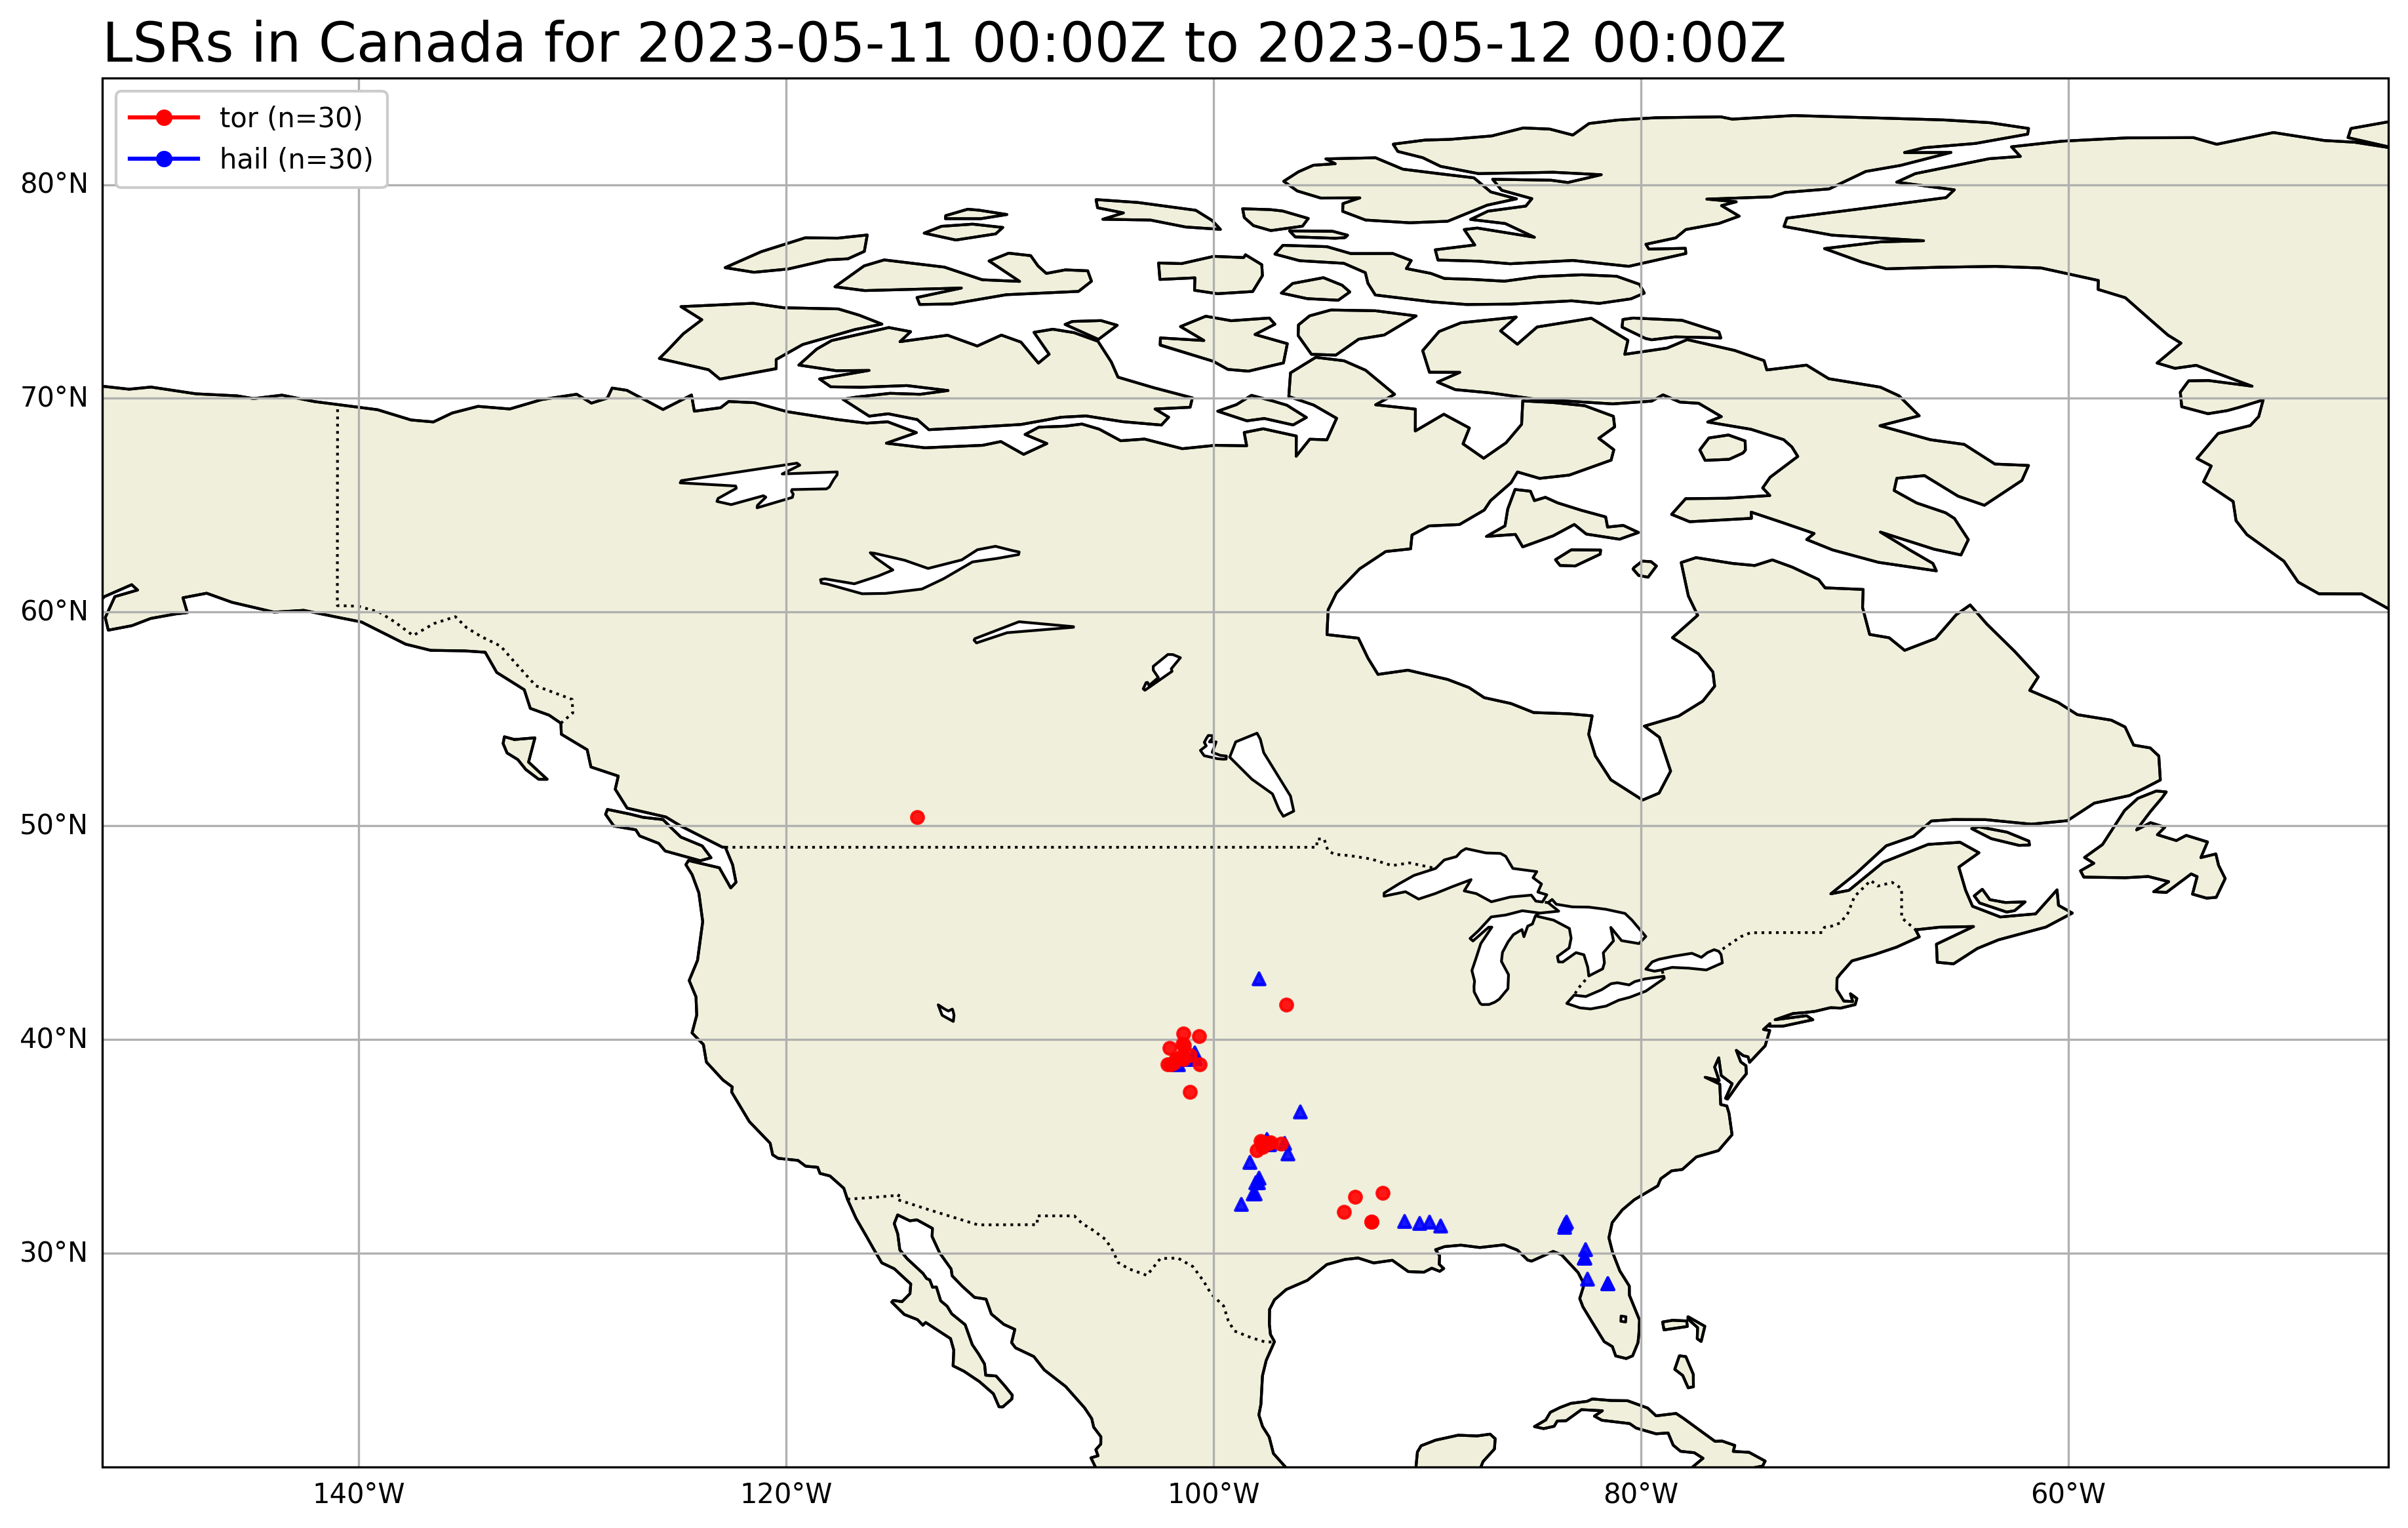 LSRs in Canada for 2023-05-11 00:00Z to 2023-05-12 00:00Z
tor (n=30)
hail (n=30)
80°N
70°N
60°N
50°N
40°N
30°N
140°W
120°W
100°W
80°W
60°W